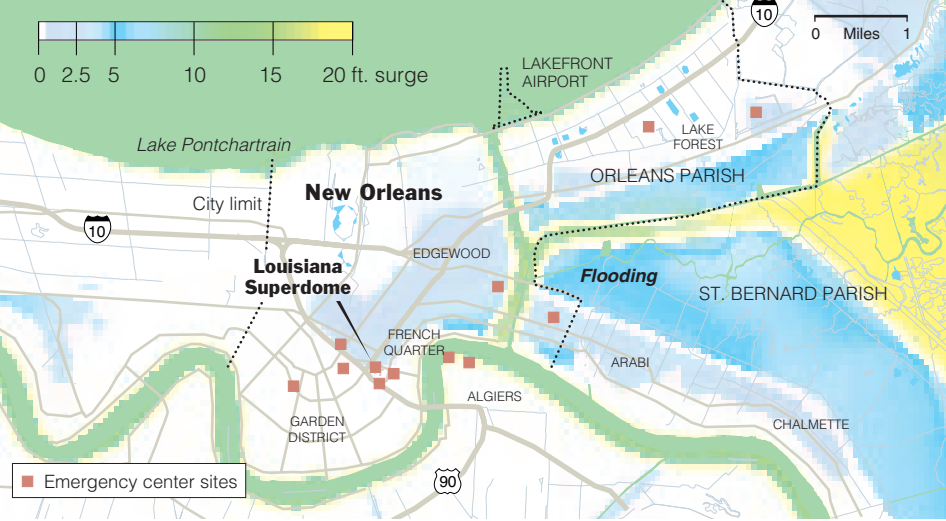 0 2.5 5 10 15 20 ft. surge
10
0 Miles 1
LAKEFRONT
AIRPORT
Lake Pontchartrain
LAKE
FOREST
ORLEANS PARISH
New Orleans
City limit
10
EDGEWOOD
Louisiana
Superdome
Flooding
ST. BERNARD PARISH
FRENCH
QUARTER
ARABI
ALGIERS
GARDEN
DISTRICT
CHALMETTE
90
Emergency center sites